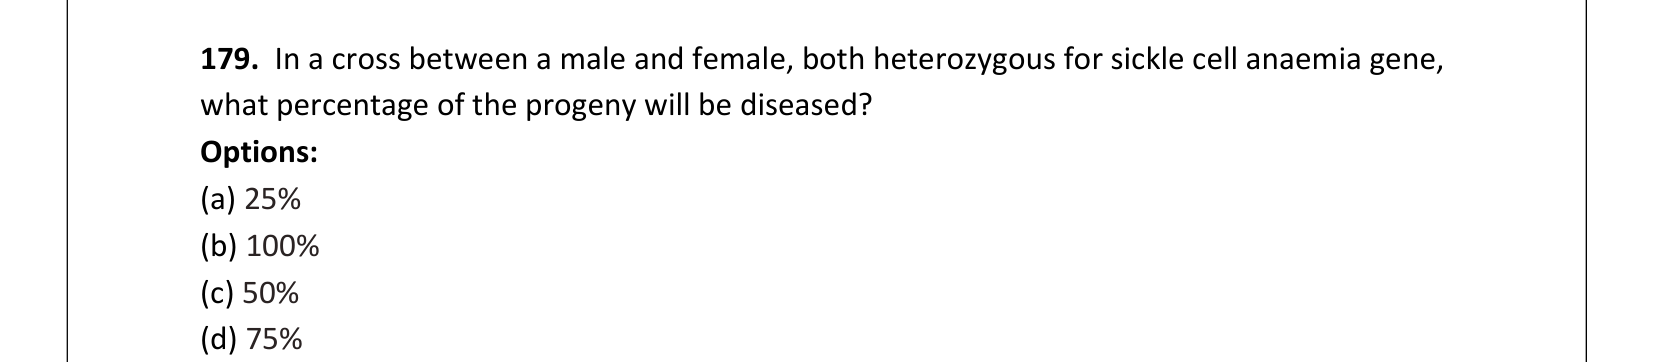 179. In a cross between a male and female, both heterozygous for sickle cell anaemia gene,
what percentage of the progeny will be diseased?
Options:
(a) 25%
(b) 100%
(c) 50%
(d) 75%